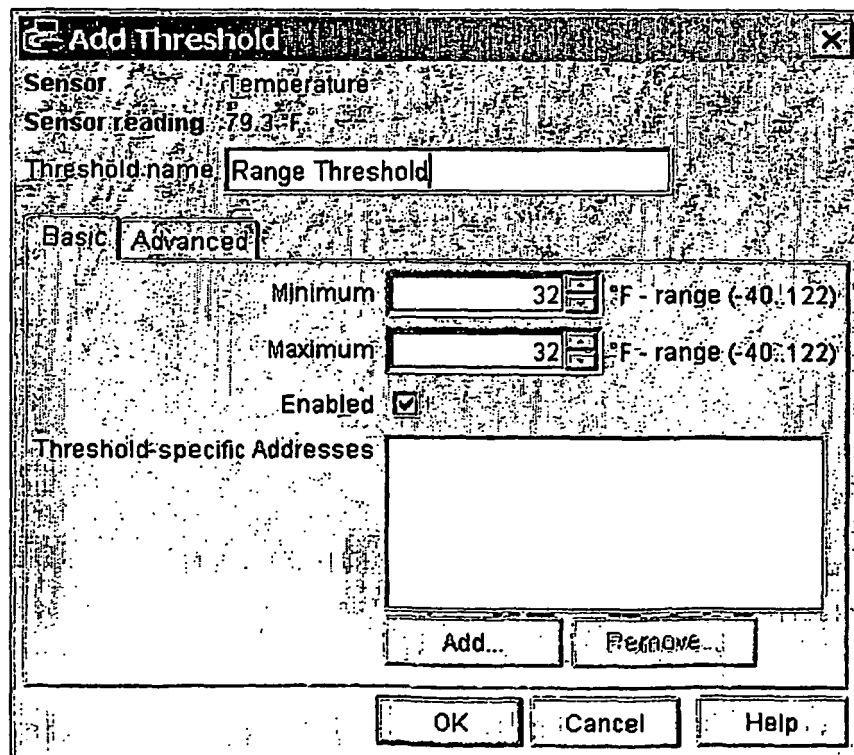 Add Threshold
Sensor Temperature
Sensor reading 79.3 °F
Threshold name Range Threshold
Basic Advanced
Minimum 32 °F - range (-40..122)
Maximum 32 °F - range (-40..122)
Enabled
Threshold-specific Addresses
Add... Remove...
OK Cancel Help